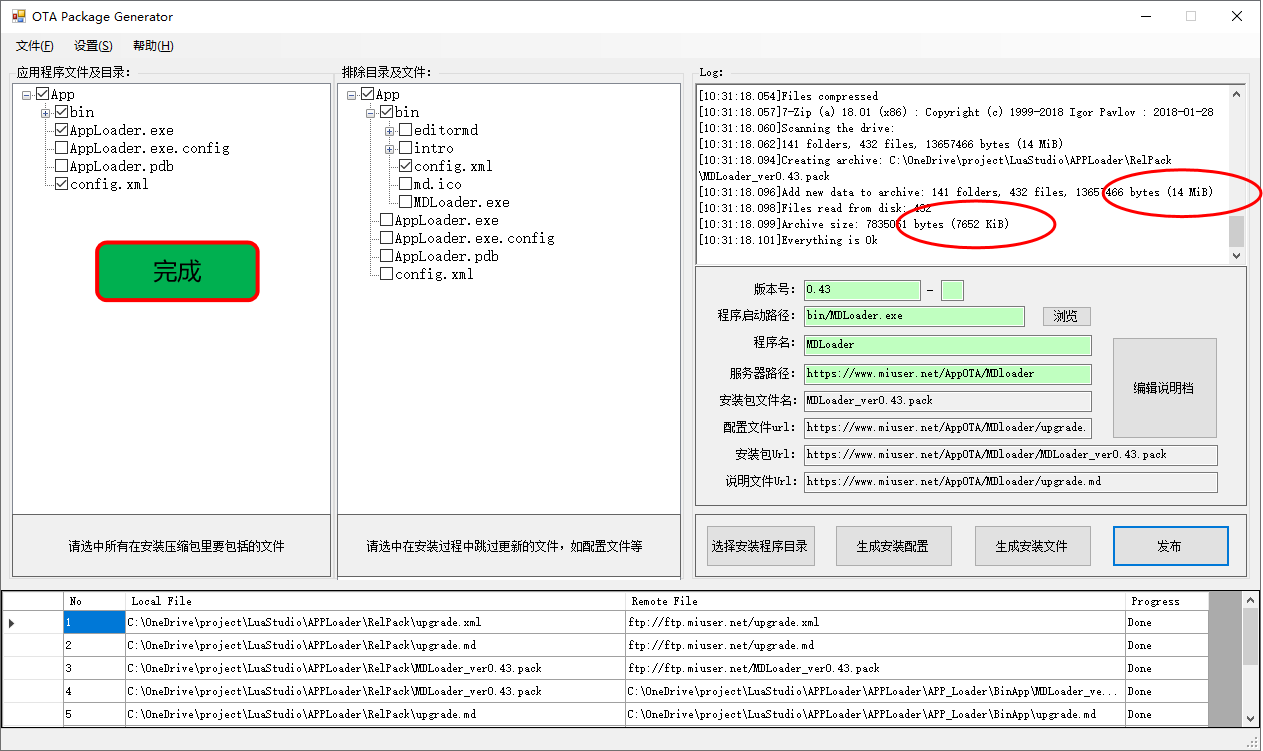 OTA Package Generator
文件(F) 设置(S) 帮助(H)
应用程序文件及目录:
App
bin
AppLoader.exe
AppLoader.exe.config
AppLoader.pdb
config.xml
完成
请选中所有在安装压缩包里要包括的文件
排除目录及文件:
App
bin
editormd
intro
config.xml
md.ico
MDLoader.exe
AppLoader.exe
AppLoader.exe.config
AppLoader.pdb
config.xml
请选中在安装过程中跳过更新的文件，如配置文件等
Log:
[10:31:18.054]Files compressed
[10:31:18.057]7-Zip (a) 18.01 (x86) : Copyright (c) 1999-2018 Igor Pavlov : 2018-01-28
[10:31:18.060]Scanning the drive:
[10:31:18.062]141 folders, 432 files, 13657466 bytes (14 MiB)
[10:31:18.094]Creating archive: C:\OneDrive\project\LuaStudio\APPLoader\RelPack
\MDLoader_ver0.43.pack
[10:31:18.096]Add new data to archive: 141 folders, 432 files, 13657466 bytes (14 MiB)
[10:31:18.098]Files read from disk: 432
[10:31:18.099]Archive size: 7835051 bytes (7652 KiB)
[10:31:18.101]Everything is Ok
版本号: 0.43 -
程序启动路径: bin/MDLoader.exe 浏览
程序名: MDLoader
服务器路径: https://www.miuser.net/AppOTA/MDloader
安装包文件名: MDLoader_ver0.43.pack
配置文件url: https://www.miuser.net/AppOTA/MDloader/upgrade.
安装包Url: https://www.miuser.net/AppOTA/MDloader/MDLoader_ver0.43.pack
说明文件Url: https://www.miuser.net/AppOTA/MDloader/upgrade.md
编辑说明档
选择安装程序目录 生成安装配置 生成安装文件 发布
No Local File Remote File Progress
1 C:\OneDrive\project\LuaStudio\APPLoader\RelPack\upgrade.xml ftp://ftp.miuser.net/upgrade.xml Done
2 C:\OneDrive\project\LuaStudio\APPLoader\RelPack\upgrade.md ftp://ftp.miuser.net/upgrade.md Done
3 C:\OneDrive\project\LuaStudio\APPLoader\RelPack\MDLoader_ver0.43.pack ftp://ftp.miuser.net/MDLoader_ver0.43.pack Done
4 C:\OneDrive\project\LuaStudio\APPLoader\RelPack\MDLoader_ver0.43.pack C:\OneDrive\project\LuaStudio\APPLoader\APPLoader\APP_Loader\BinApp\MDLoader_ve... Done
5 C:\OneDrive\project\LuaStudio\APPLoader\RelPack\upgrade.md C:\OneDrive\project\LuaStudio\APPLoader\APPLoader\APP_Loader\BinApp\upgrade.md Done